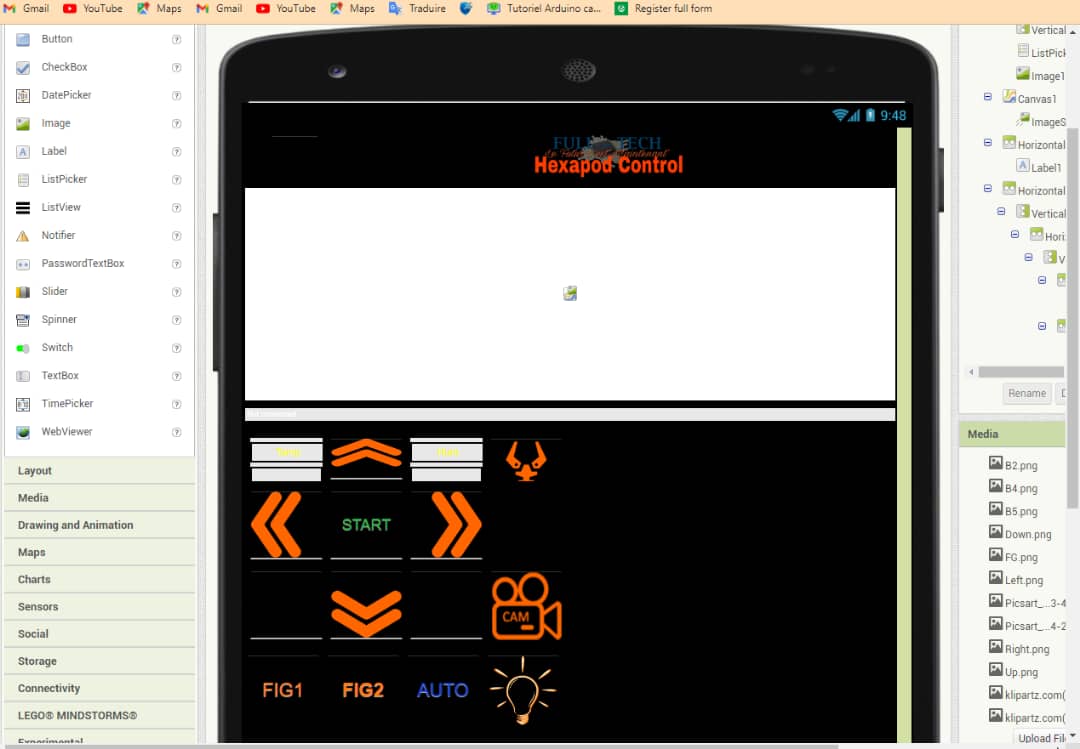 Gmail YouTube Maps Gmail YouTube Maps Traduire Tutoriel Arduino ca... Register full form
Button
CheckBox
DatePicker
Image
Label
ListPicker
ListView
Notifier
PasswordTextBox
Slider
Spinner
Switch
TextBox
TimePicker
WebViewer
Layout
Media
Drawing and Animation
Maps
Charts
Sensors
Social
Storage
Connectivity
LEGO® MINDSTORMS®
Experimental
9:48
TECH
Hexapod Control
START
CAM
FIG1 FIG2 AUTO
Vertical
ListPick
Image1
Canvas1
ImageS
Horizontal
Label1
Horizontal
Vertical
Hori:
V
Rename
Media
B2.png
B4.png
B5.png
Down.png
FG.png
Left.png
Picsart_...3-4
Picsart_...4-2
Right.png
Up.png
klipartz.com(
klipartz.com(
Upload File